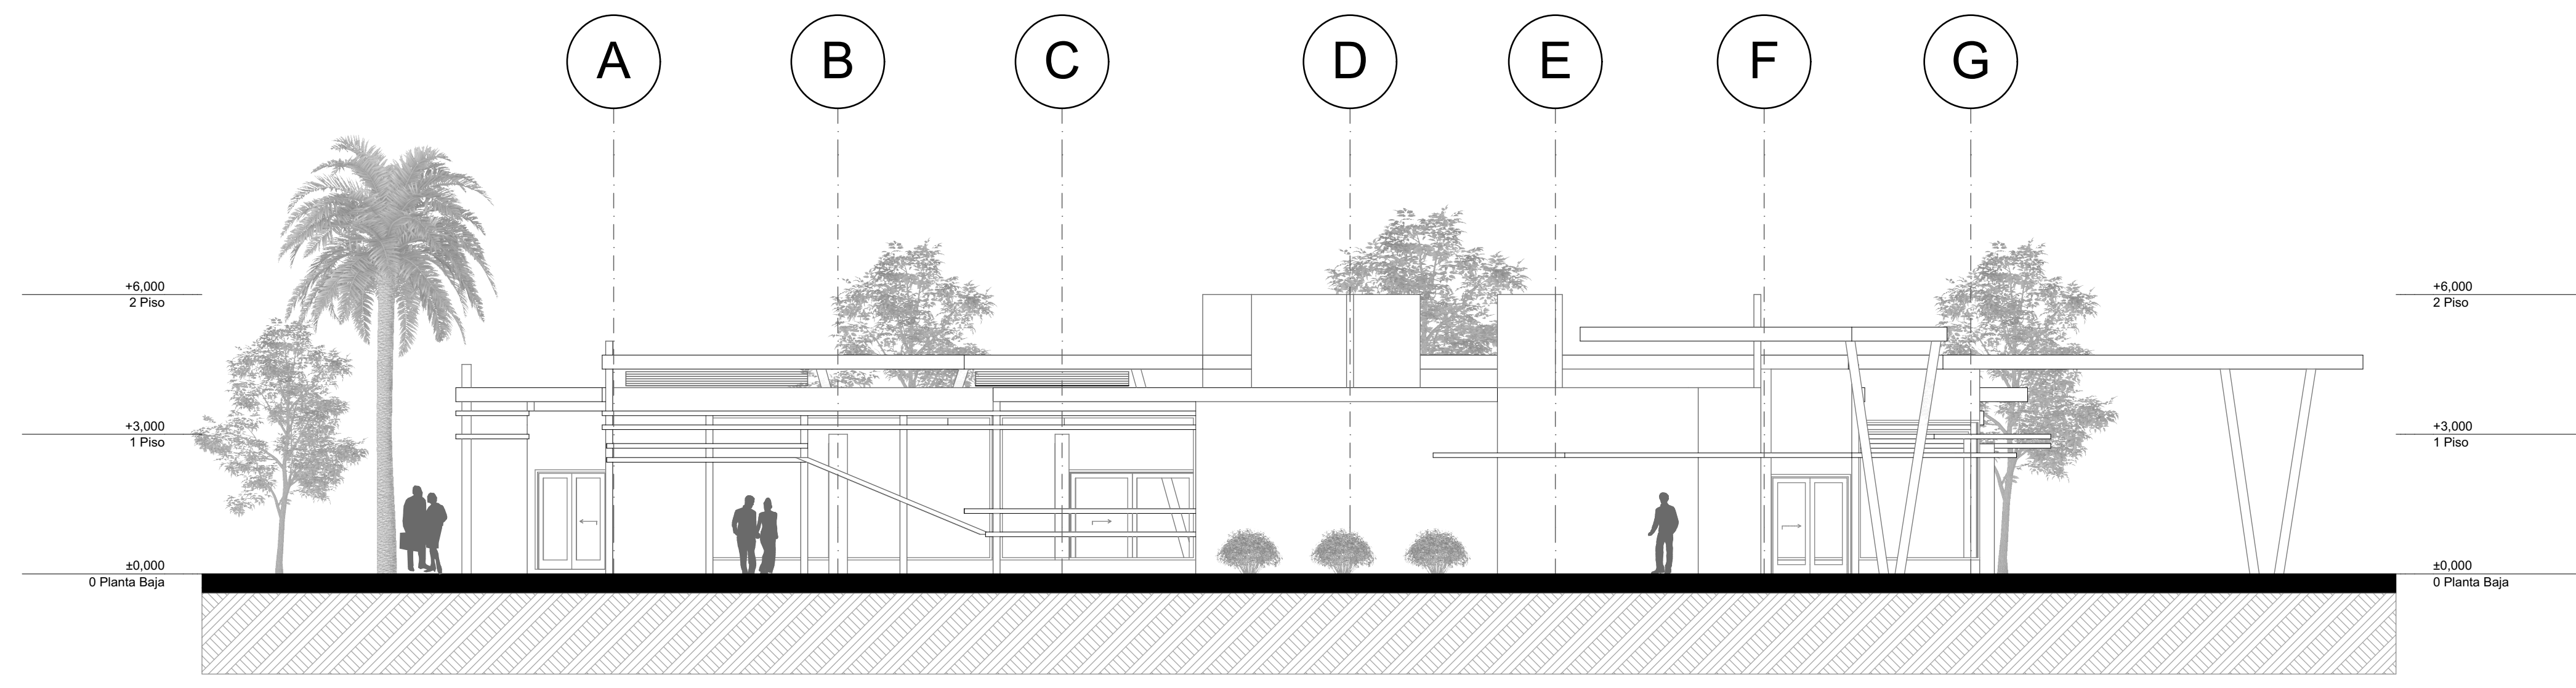 A B C D E F G
+6,000
2 Piso
+3,000
1 Piso
±0,000
0 Planta Baja
+6,000
2 Piso
+3,000
1 Piso
±0,000
0 Planta Baja